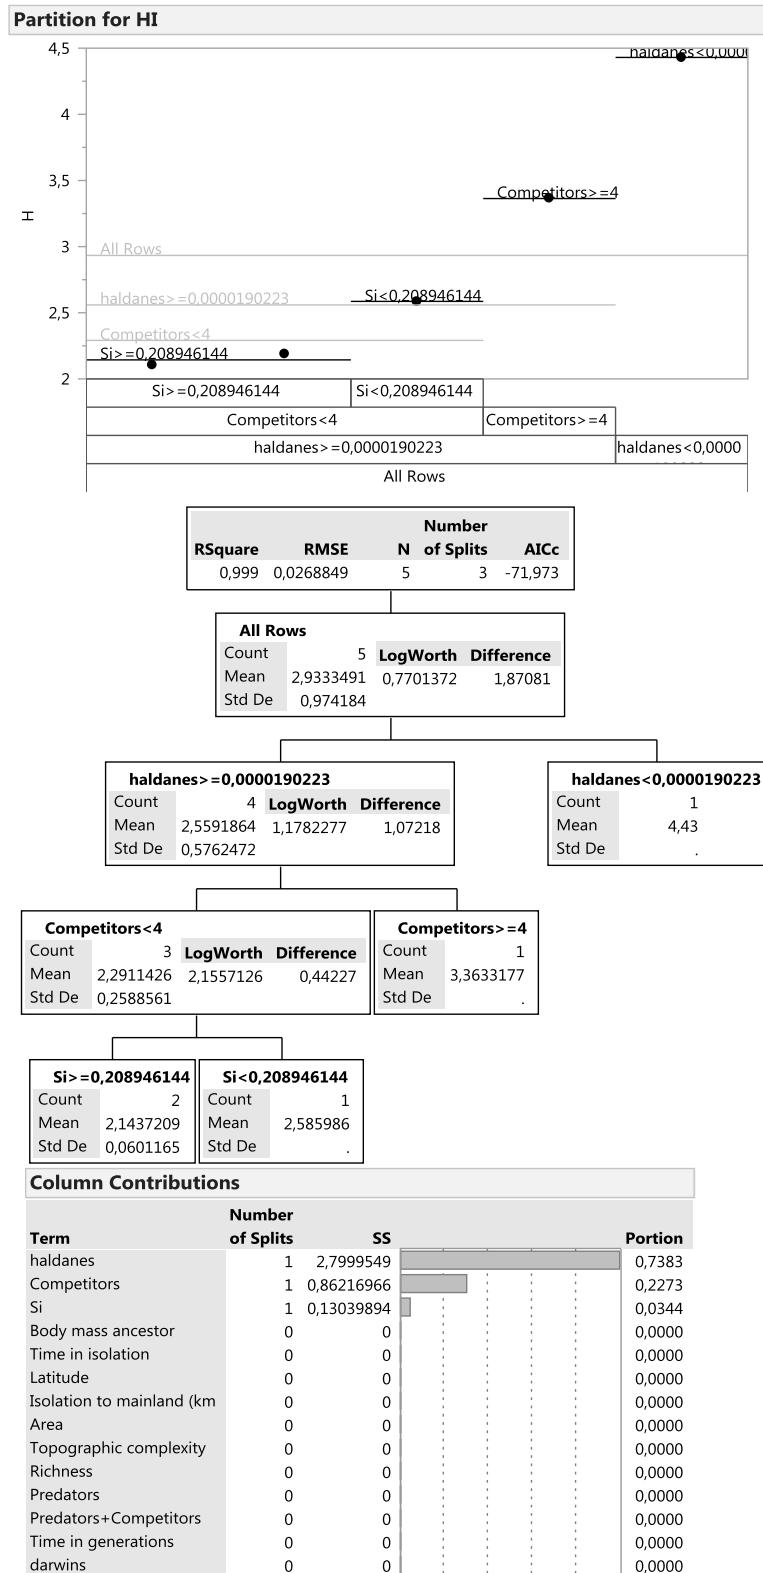 Partition for HI
4,5
4
3,5
3
2,5
2
H
haldanes<0,000
Competitors>=4
All Rows
haldanes>=0,0000190223
Si<0,208946144
Competitors<4
Si>=0,208946144
Si>=0,208946144 Si<0,208946144
Competitors<4 Competitors>=4
haldanes>=0,0000190223 haldanes<0,0000
All Rows
Number
RSquare RMSE N of Splits AICc
0,999 0,0268849 5 3 -71,973
All Rows
Count 5 LogWorth Difference
Mean 2,9333491 0,7701372 1,87081
Std De 0,974184
haldanes>=0,0000190223
Count 4 LogWorth Difference
Mean 2,5591864 1,1782277 1,07218
Std De 0,5762472
haldanes<0,0000190223
Count 1
Mean 4,43
Std De .
Competitors<4
Count 3 LogWorth Difference
Mean 2,2911426 2,1557126 0,44227
Std De 0,2588561
Competitors>=4
Count 1
Mean 3,3633177
Std De .
Si>=0,208946144
Count 2
Mean 2,1437209
Std De 0,0601165
Si<0,208946144
Count 1
Mean 2,585986
Std De .
Column Contributions
Number
Term of Splits SS Portion
haldanes 1 2,7999549 0,7383
Competitors 1 0,86216966 0,2273
Si 1 0,13039894 0,0344
Body mass ancestor 0 0 0,0000
Time in isolation 0 0 0,0000
Latitude 0 0 0,0000
Isolation to mainland (km 0 0 0,0000
Area 0 0 0,0000
Topographic complexity 0 0 0,0000
Richness 0 0 0,0000
Predators 0 0 0,0000
Predators+Competitors 0 0 0,0000
Time in generations 0 0 0,0000
darwins 0 0 0,0000